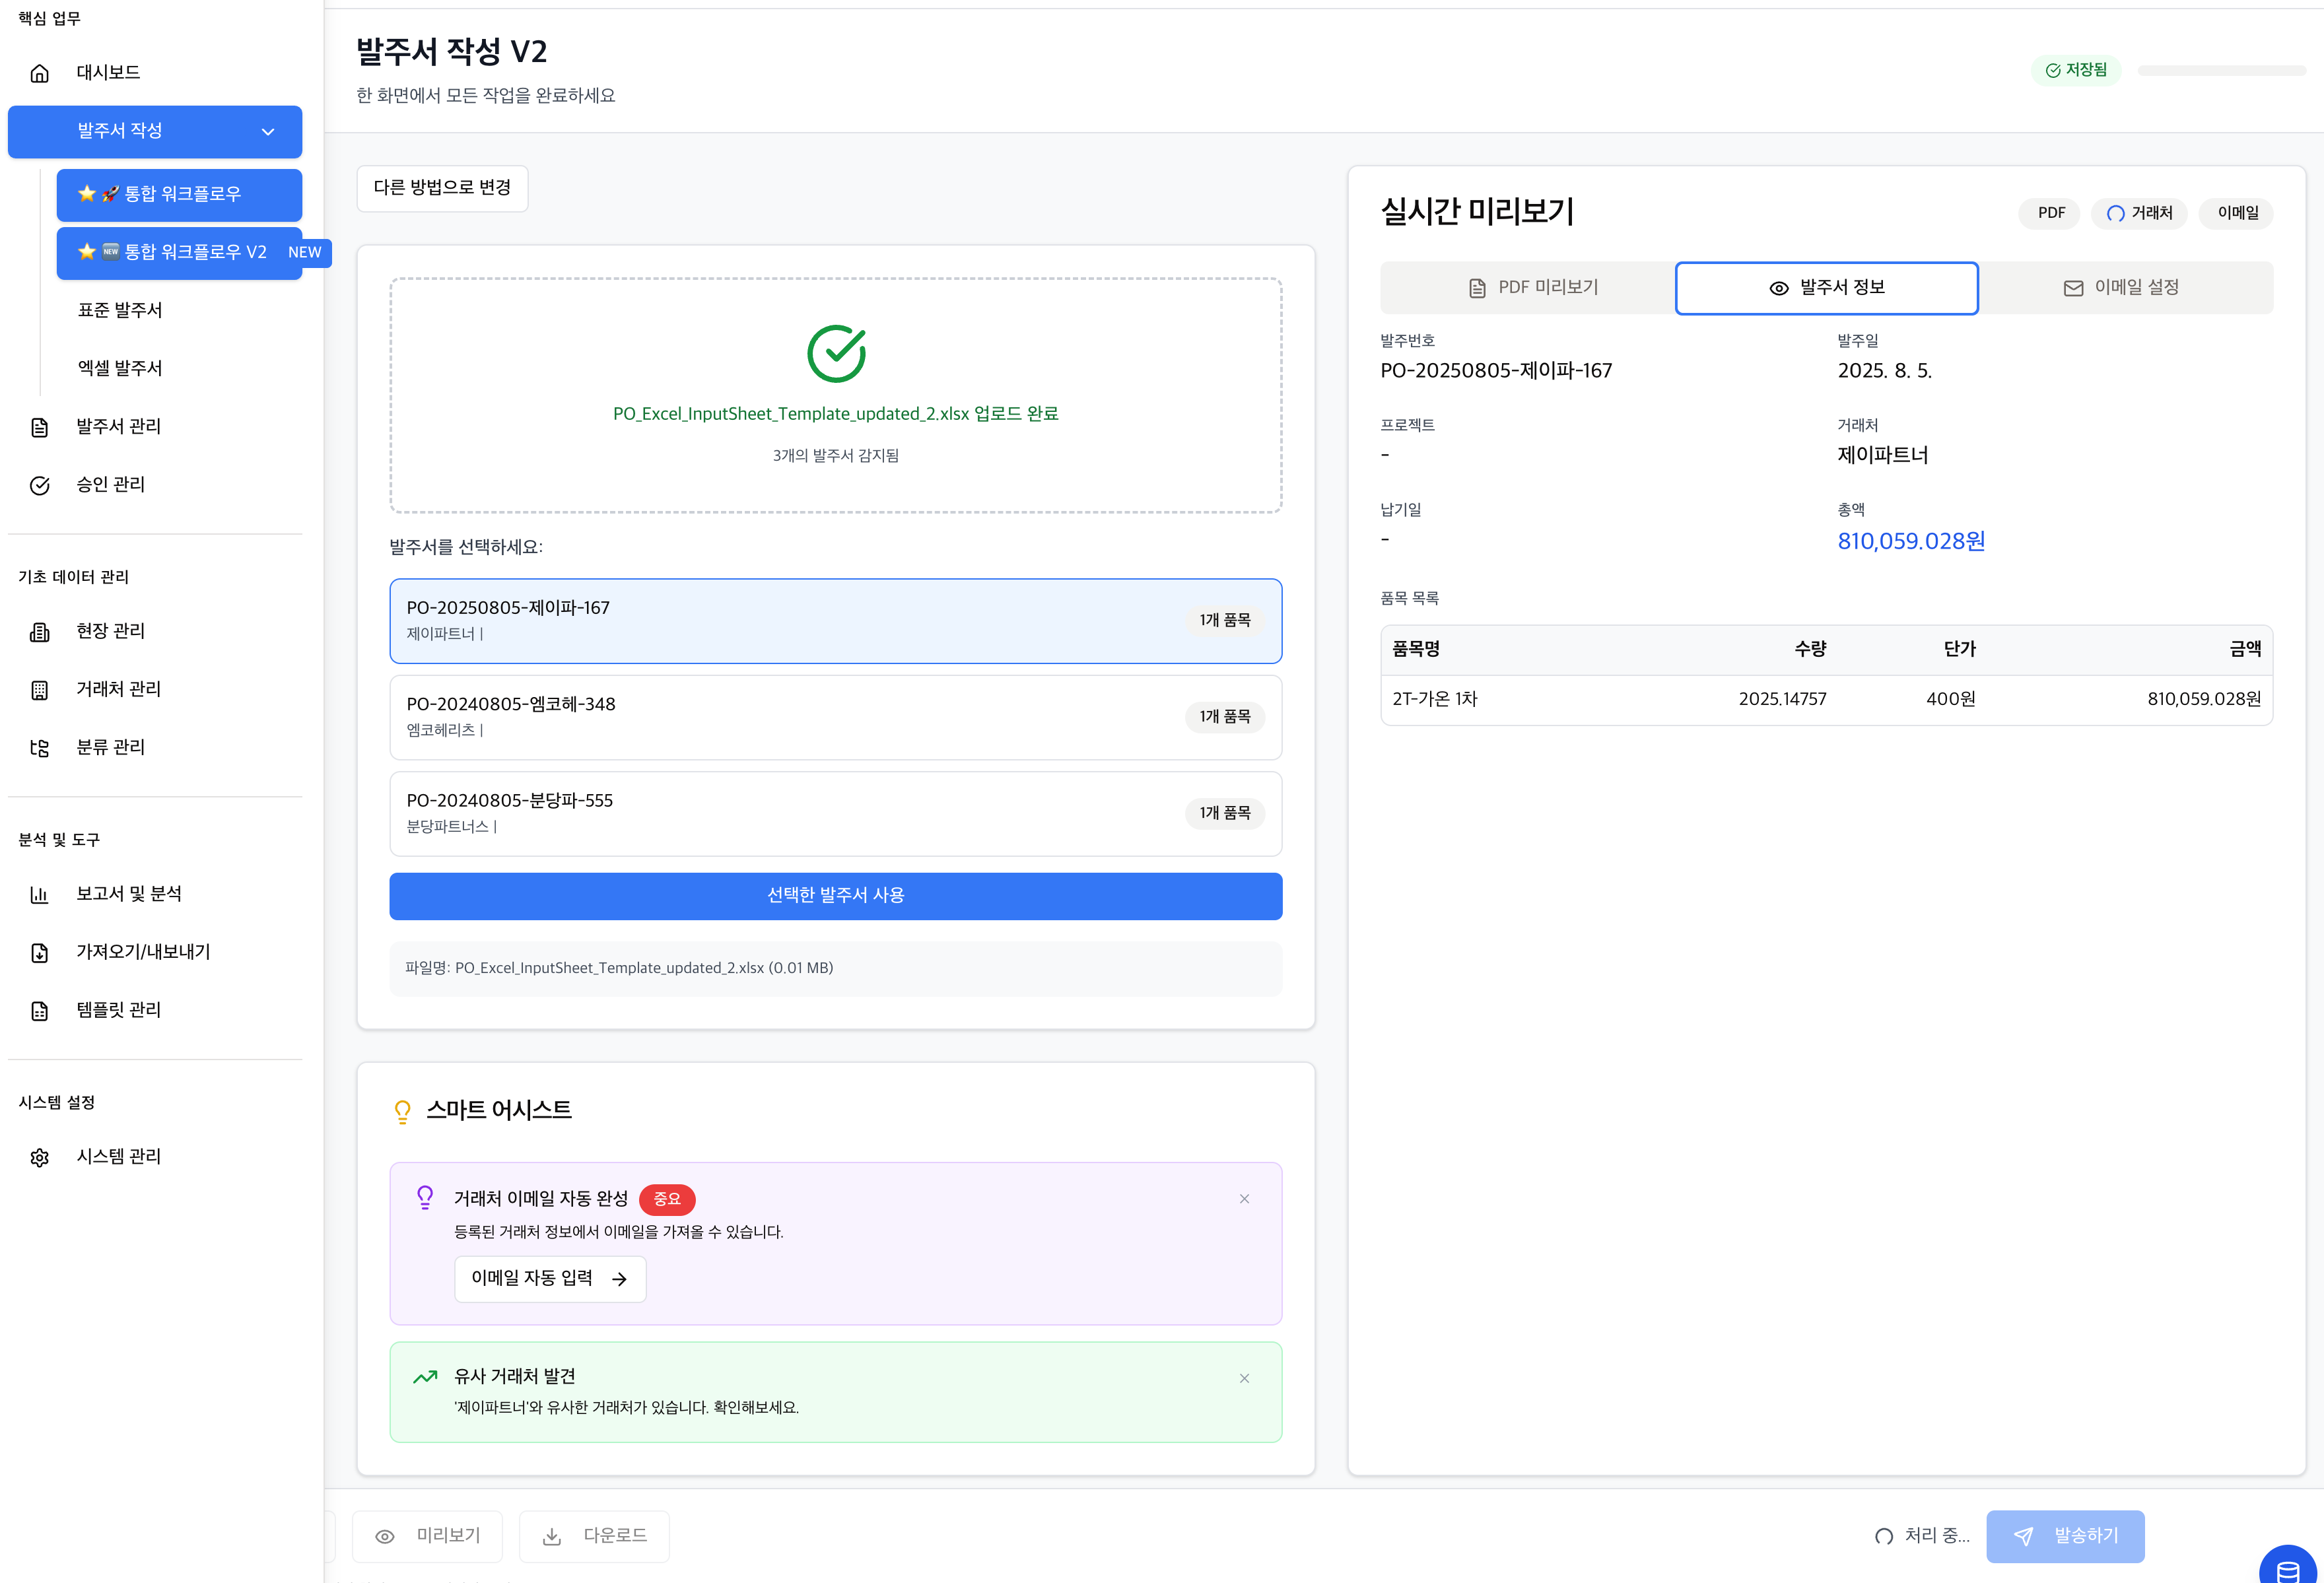 핵심 업무
대시보드
발주서 작성
⭐ 🚀 통합 워크플로우
⭐ 🆕 통합 워크플로우 V2 NEW
표준 발주서
엑셀 발주서
발주서 관리
승인 관리
기초 데이터 관리
현장 관리
거래처 관리
분류 관리
분석 및 도구
보고서 및 분석
가져오기/내보내기
템플릿 관리
시스템 설정
시스템 관리
발주서 작성 V2
한 화면에서 모든 작업을 완료하세요
저장됨
다른 방법으로 변경
PO_Excel_InputSheet_Template_updated_2.xlsx 업로드 완료
3개의 발주서 감지됨
발주서를 선택하세요:
PO-20250805-제이파-167
제이파트너 |
1개 품목
PO-20240805-엠코헤-348
엠코헤리츠 |
1개 품목
PO-20240805-분당파-555
분당파트너스 |
1개 품목
선택한 발주서 사용
파일명: PO_Excel_InputSheet_Template_updated_2.xlsx (0.01 MB)
스마트 어시스트
거래처 이메일 자동 완성 중요
등록된 거래처 정보에서 이메일을 가져올 수 있습니다.
이메일 자동 입력
유사 거래처 발견
'제이파트너'와 유사한 거래처가 있습니다. 확인해보세요.
실시간 미리보기
PDF 거래처 이메일
PDF 미리보기 발주서 정보 이메일 설정
발주번호 발주일
PO-20250805-제이파-167 2025. 8. 5.
프로젝트 거래처
- 제이파트너
납기일 총액
- 810,059.028원
품목 목록
품목명 수량 단가 금액
2T-가온 1차 2025.14757 400원 810,059.028원
미리보기 다운로드 처리 중... 발송하기